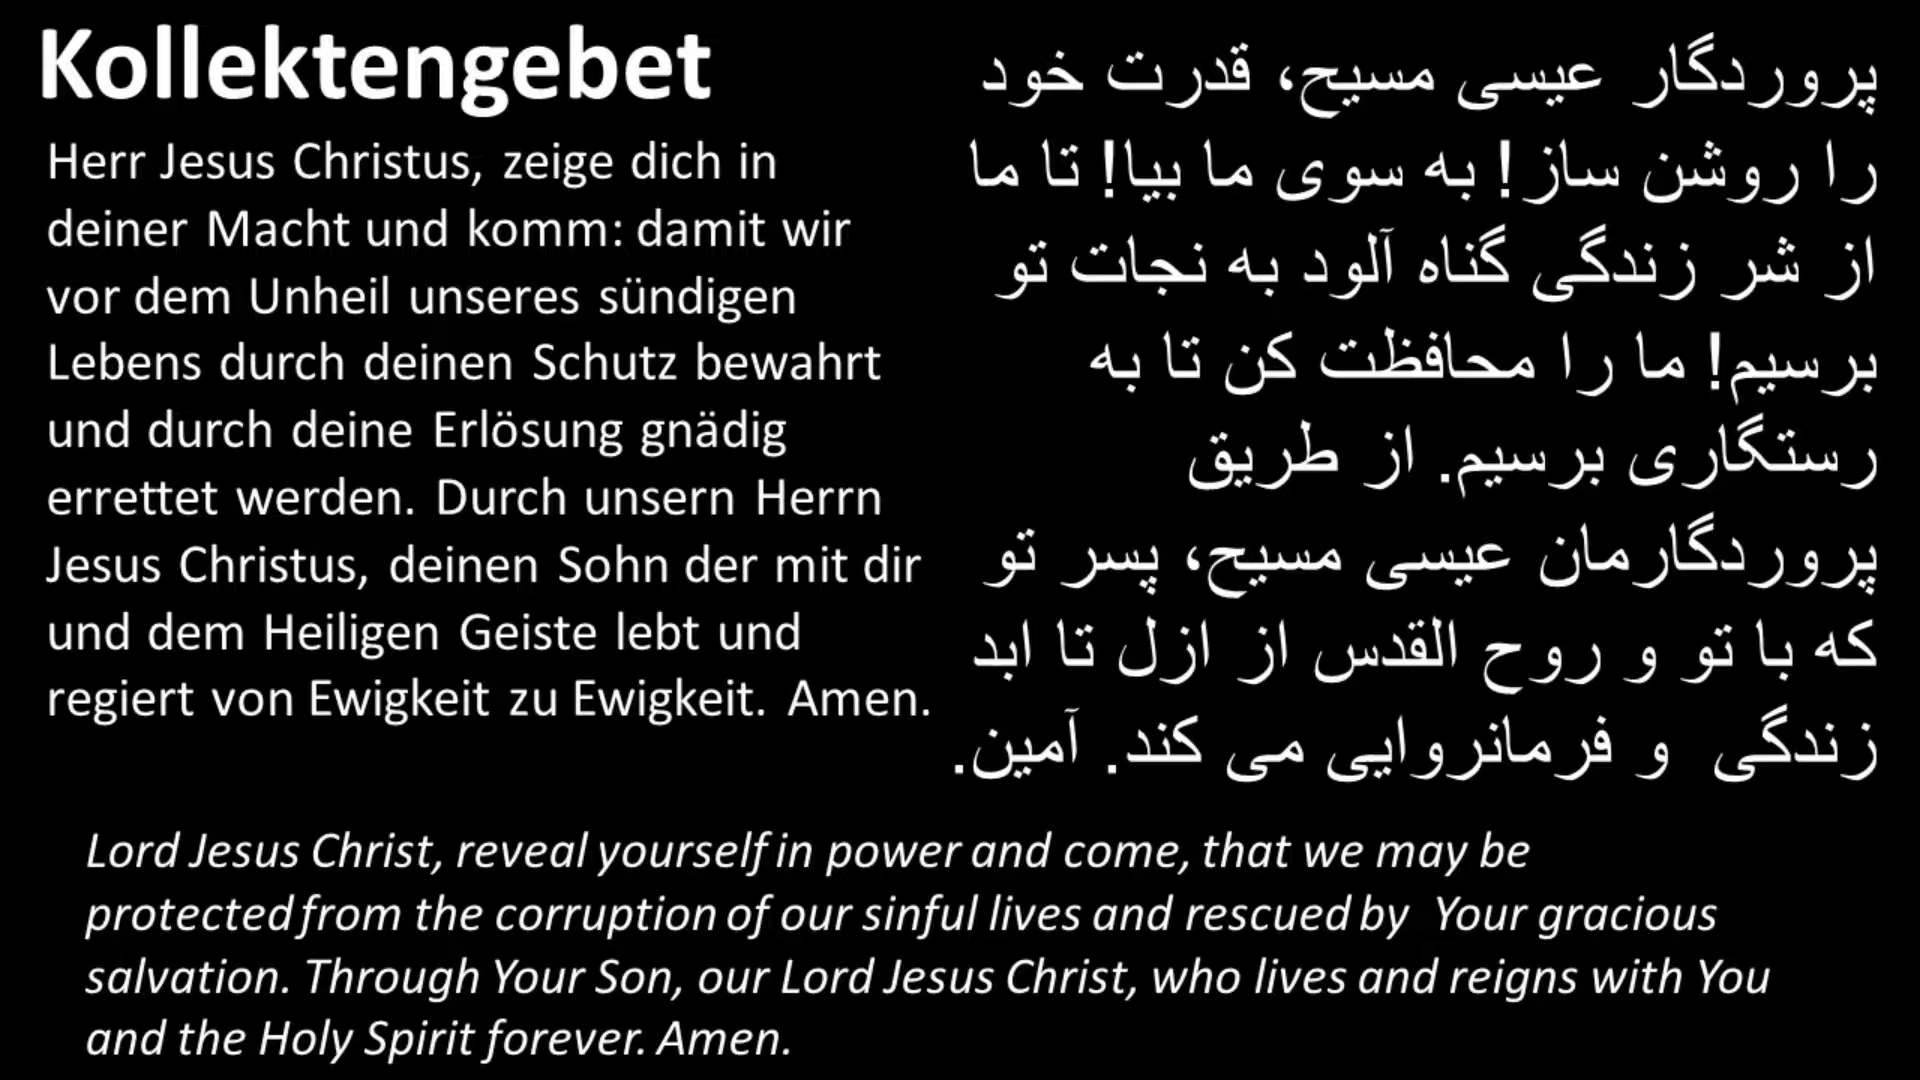 Kollektengebet
Herr Jesus Christus, zeige dich in
deiner Macht und komm: damit wir
vor dem Unheil unseres sündigen
Lebens durch deinen Schutz bewahrt
und durch deine Erlösung gnädig
errettet werden. Durch unsern Herrn
Jesus Christus, deinen Sohn der mit dir
und dem Heiligen Geiste lebt und
regiert von Ewigkeit zu Ewigkeit. Amen.
پروردگار عیسی مسیح، قدرت خود
را روشن ساز! به سوی ما بیا! تا ما
از شر زندگی گناه آلود به نجات تو
برسیم! ما را محافظت کن تا به
رستگاری برسیم. از طریق
پروردگارمان عیسی مسیح، پسر تو
که با تو و روح القدس از ازل تا ابد
زندگی و فرمانروایی می کند. آمین.
Lord Jesus Christ, reveal yourself in power and come, that we may be
protected from the corruption of our sinful lives and rescued by Your gracious
salvation. Through Your Son, our Lord Jesus Christ, who lives and reigns with You
and the Holy Spirit forever. Amen.